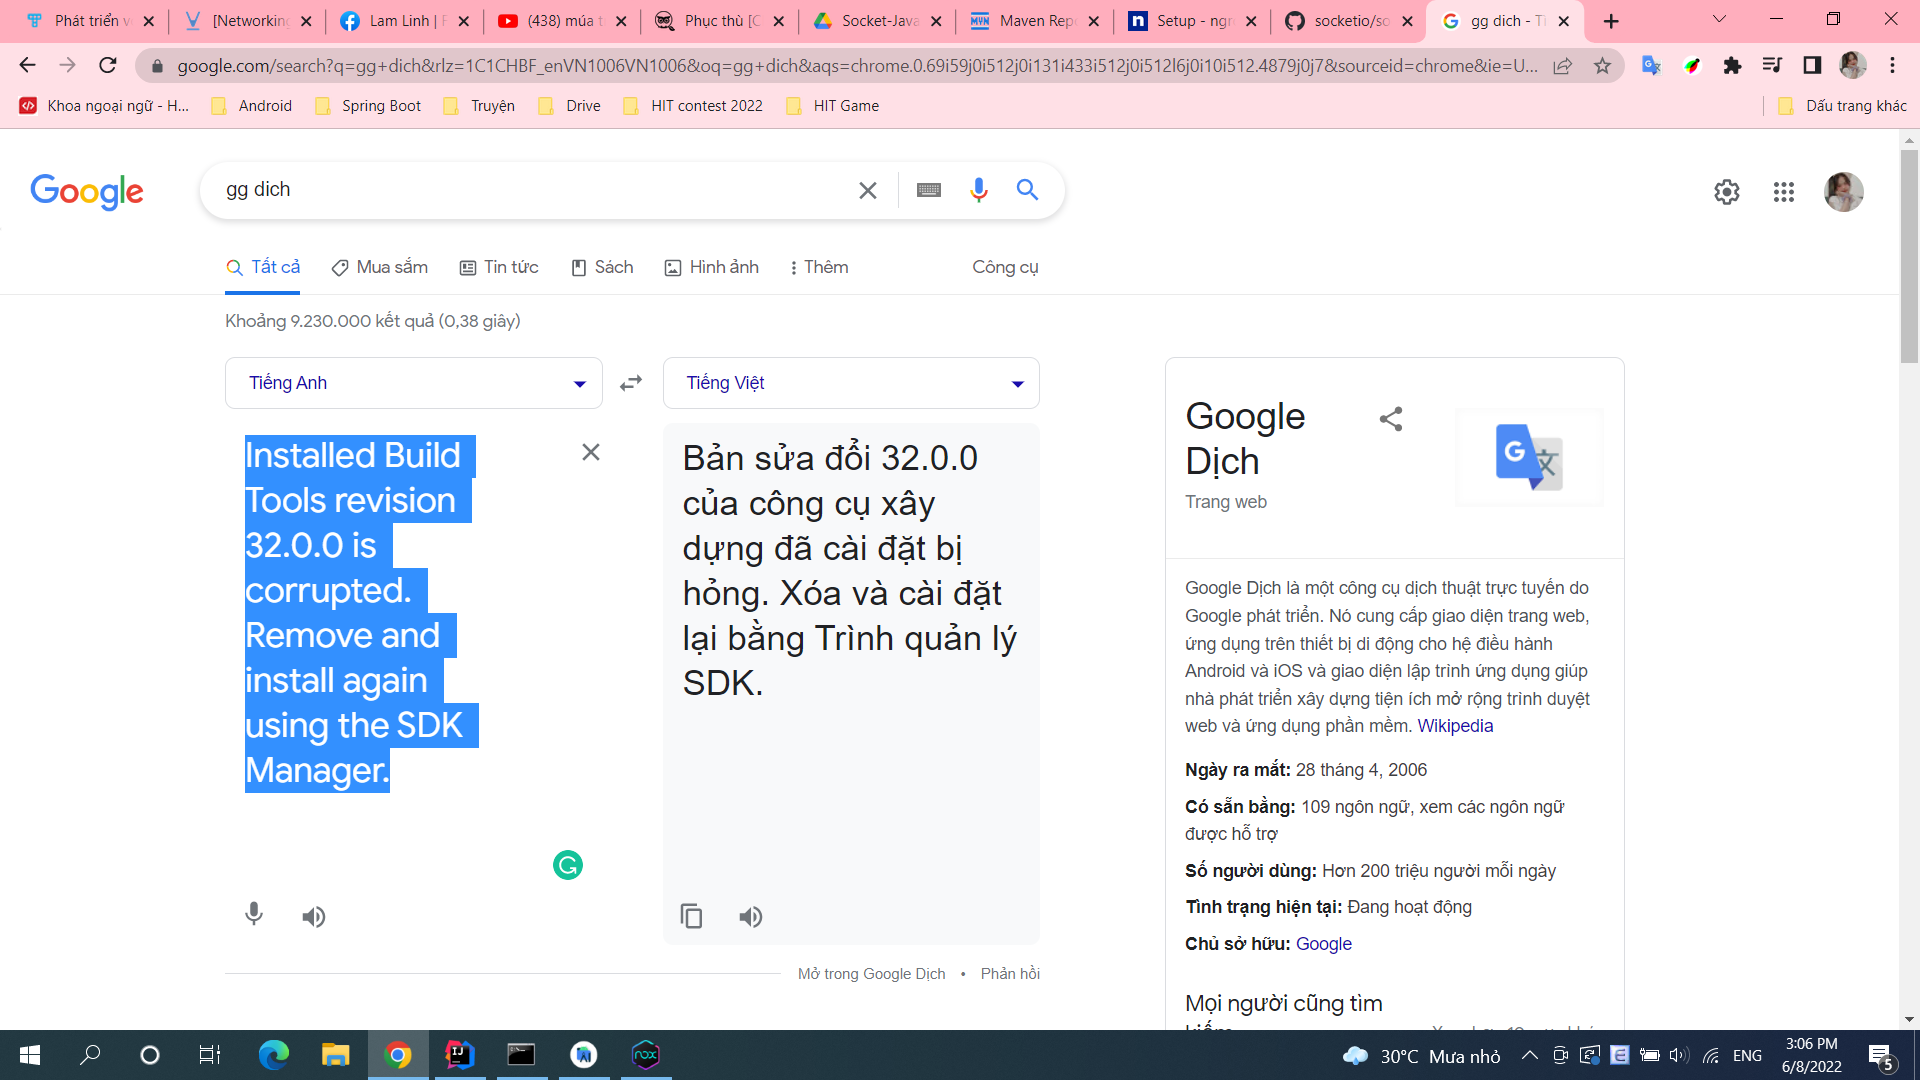 Phát triển v
[Networking
Lam Linh | F
(438) múa t
Phục thù [C
Socket-Java
Maven Rep
Setup - ngr
socketio/so
gg dich - Tì
google.com/search?q=gg+dich&rlz=1C1CHBF_enVN1006VN1006&oq=gg+dich&aqs=chrome.0.69i59j0i512j0i131i433i512j0i512l6j0i10i512.4879j0j7&sourceid=chrome&ie=U...
Khoa ngoại ngữ - H...
Android
Spring Boot
Truyện
Drive
HIT contest 2022
HIT Game
Dấu trang khác
Google
gg dich
Tất cả
Mua sắm
Tin tức
Sách
Hình ảnh
Thêm
Công cụ
Khoảng 9.230.000 kết quả (0,38 giây)
Tiếng Anh
Tiếng Việt
Installed Build
Tools revision
32.0.0 is
corrupted.
Remove and
install again
using the SDK
Manager.
Bản sửa đổi 32.0.0
của công cụ xây
dựng đã cài đặt bị
hỏng. Xóa và cài đặt
lại bằng Trình quản lý
SDK.
Mở trong Google Dịch • Phản hồi
Google
Dịch
Trang web
Google Dịch là một công cụ dịch thuật trực tuyến do
Google phát triển. Nó cung cấp giao diện trang web,
ứng dụng trên thiết bị di động cho hệ điều hành
Android và iOS và giao diện lập trình ứng dụng giúp
nhà phát triển xây dựng tiện ích mở rộng trình duyệt
web và ứng dụng phần mềm. Wikipedia
Ngày ra mắt: 28 tháng 4, 2006
Có sẵn bằng: 109 ngôn ngữ, xem các ngôn ngữ
được hỗ trợ
Số người dùng: Hơn 200 triệu người mỗi ngày
Tình trạng hiện tại: Đang hoạt động
Chủ sở hữu: Google
Mọi người cũng tìm
kiếm
30°C Mưa nhỏ
ENG
3:06 PM
6/8/2022
5